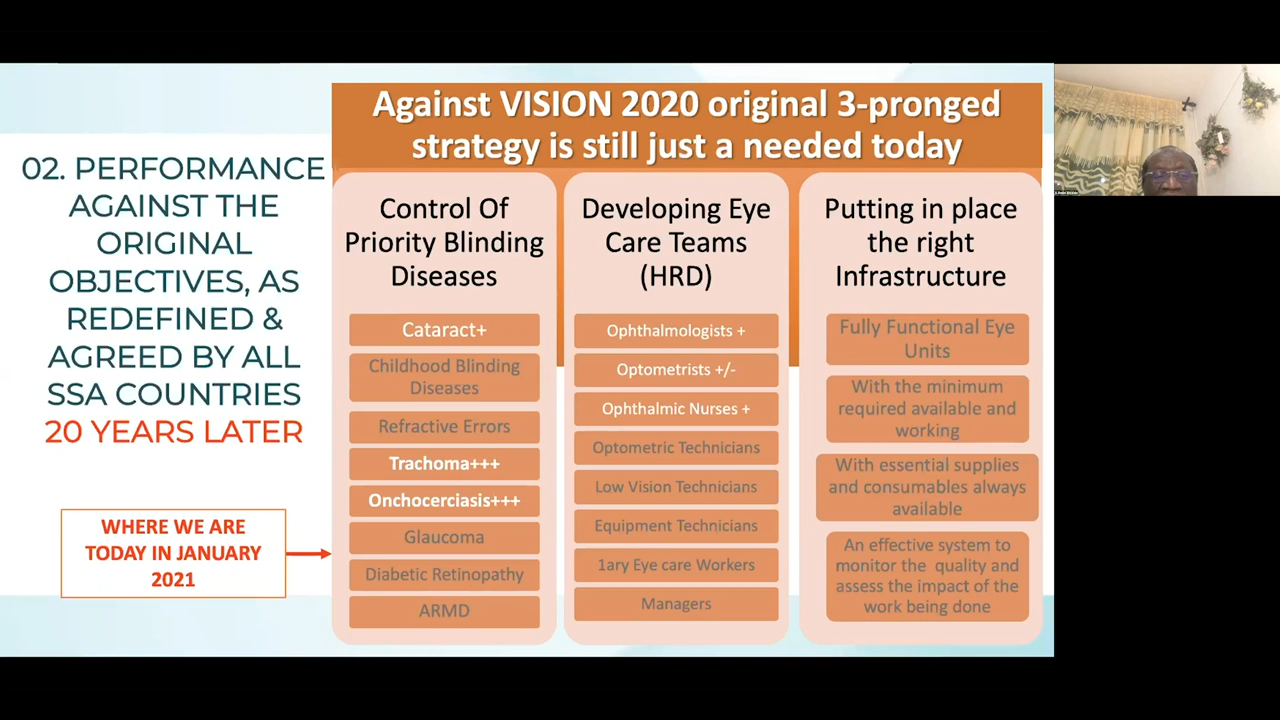 02. PERFORMANCE
AGAINST THE
ORIGINAL
OBJECTIVES, AS
REDEFINED &
AGREED BY ALL
SSA COUNTRIES
20 YEARS LATER
WHERE WE ARE
TODAY IN JANUARY
2021
Against VISION 2020 original 3-pronged
strategy is still just a needed today
Control Of
Priority Blinding
Diseases
Cataract+
Childhood Blinding
Diseases
Refractive Errors
Trachoma+++
Onchocerciasis+++
Glaucoma
Diabetic Retinopathy
ARMD
Developing Eye
Care Teams
(HRD)
Ophthalmologists +
Optometrists +/-
Ophthalmic Nurses +
Optometric Technicians
Low Vision Technicians
Equipment Technicians
1ary Eye care Workers
Managers
Putting in place
the right
Infrastructure
Fully Functional Eye
Units
With the minimum
required available and
working
With essential supplies
and consumables always
available
An effective system to
monitor the quality and
assess the impact of the
work being done